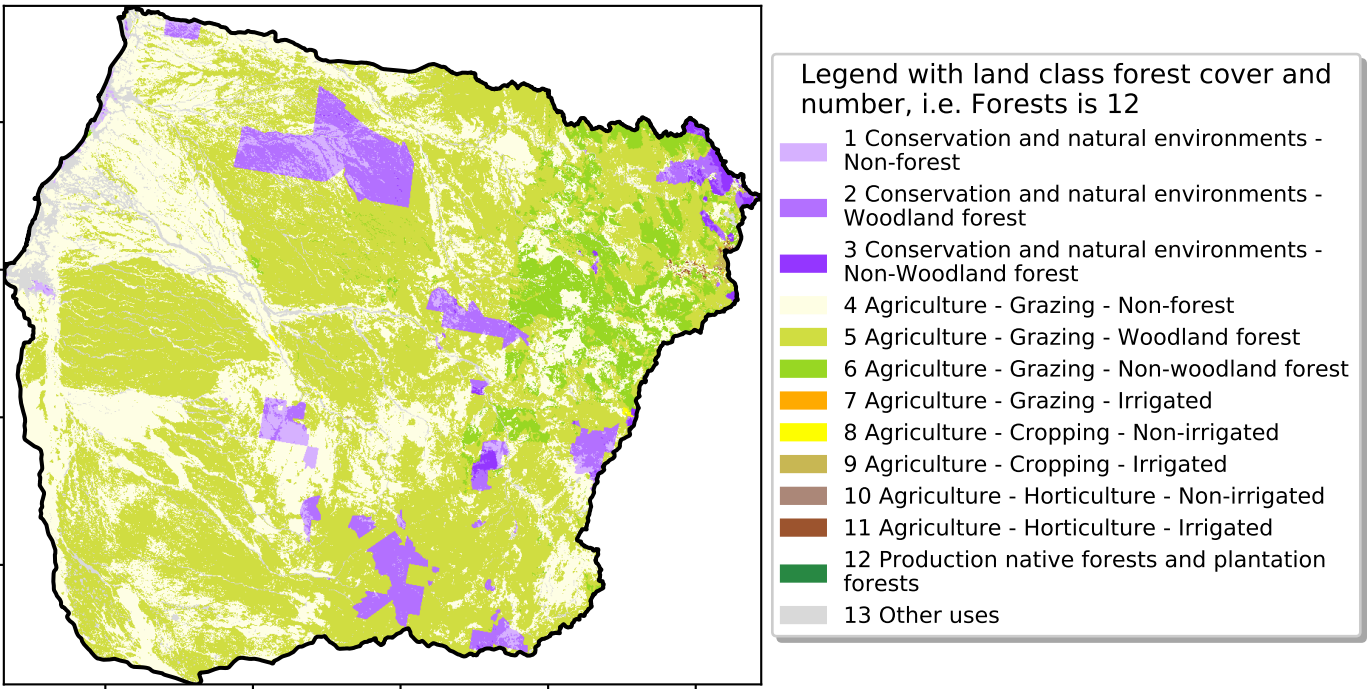 Legend with land class forest cover and
number, i.e. Forests is 12
1 Conservation and natural environments -
Non-forest
2 Conservation and natural environments -
Woodland forest
3 Conservation and natural environments -
Non-Woodland forest
4 Agriculture - Grazing - Non-forest
5 Agriculture - Grazing - Woodland forest
6 Agriculture - Grazing - Non-woodland forest
7 Agriculture - Grazing - Irrigated
8 Agriculture - Cropping - Non-irrigated
9 Agriculture - Cropping - Irrigated
10 Agriculture - Horticulture - Non-irrigated
11 Agriculture - Horticulture - Irrigated
12 Production native forests and plantation
forests
13 Other uses